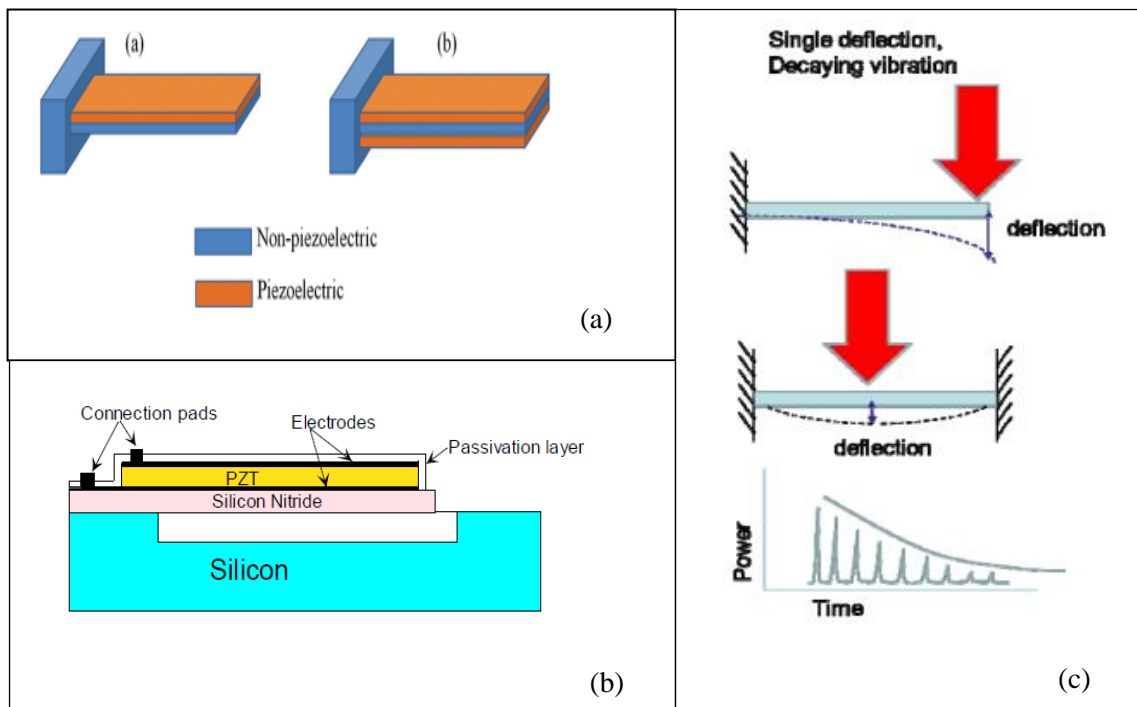 (a)
(b)
Non-piezoelectric
Piezoelectric
(a)
Connection pads
Electrodes
Passivation layer
PZT
Silicon Nitride
Silicon
(b)
Single deflection,
Decaying vibration
deflection
deflection
Power
Time
(c)